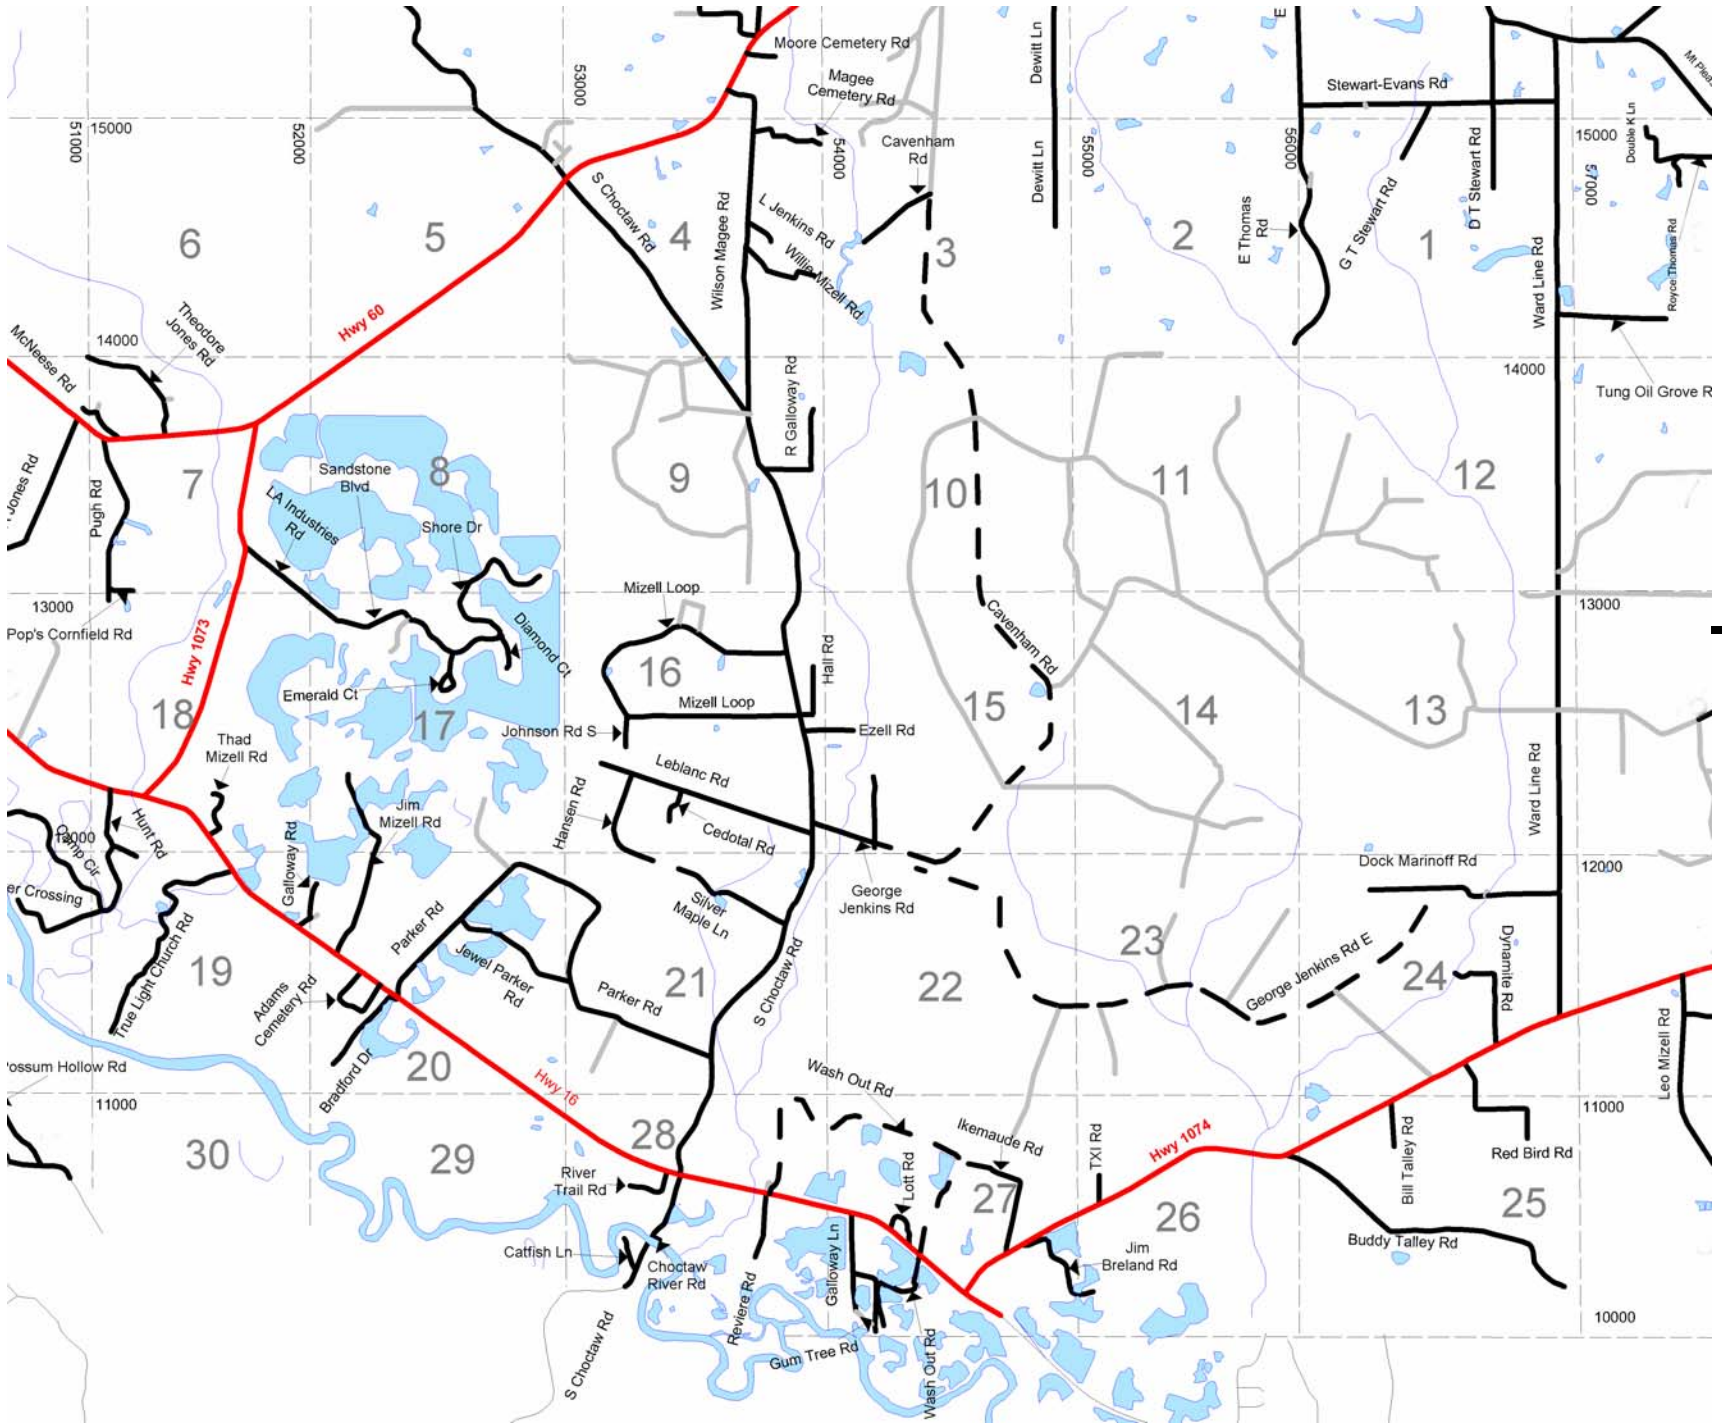 E
Moore Cemetery Rd
Dewitt Ln
Mt Plea
Magee
Cemetery Rd
Stewart-Evans Rd
53000
51000
15000
52000
54000
55000
56000
15000
57000
Double K Ln
Cavenham
Rd
Dewitt Ln
D T Stewart Rd
S Choctaw Rd
L Jenkins Rd
Willie Mizell Rd
Wilson Magee Rd
E Thomas
Rd
G T Stewart Rd
Ward Line Rd
Royce Thomas Rd
6
5
4
3
2
1
Hwy 60
McNeese Rd
14000
Theodore
Jones Rd
14000
Tung Oil Grove R
R Galloway Rd
Jones Rd
Pugh Rd
7
8
9
10
11
12
Sandstone
Blvd
LA Industries
Rd
Shore Dr
Mizell Loop
13000
13000
Pop's Cornfield Rd
Hwy 1073
Diamond Ct
Cavenham Rd
Hall Rd
Emerald Ct
Mizell Loop
18
17
16
15
14
13
Johnson Rd S
Ezell Rd
Thad
Mizell Rd
Leblanc Rd
Ward Line Rd
Hansen Rd
Jim
Mizell Rd
12000
Camp Cir
Hunt Rd
Galloway Rd
Cedotal Rd
Dock Marinoff Rd
12000
er Crossing
George
Jenkins Rd
Silver
Maple Ln
Parker Rd
True Light Church Rd
Jewel Parker
Rd
S Choctaw Rd
George Jenkins Rd E
Dynamite Rd
19
21
22
23
24
Adams
Cemetery Rd
Parker Rd
Leo Mizell Rd
ossum Hollow Rd
Bradford Dr
20
Hwy 16
Wash Out Rd
11000
11000
Ikemaude Rd
TXI Rd
Hwy 1074
Bill Talley Rd
Red Bird Rd
30
29
28
27
26
25
River
Trail Rd
Lott Rd
Catfish Ln
Choctaw
River Rd
Galloway Ln
Jim
Breland Rd
Buddy Talley Rd
Reviere Rd
S Choctaw Rd
Gum Tree Rd
Wash Out Rd
10000